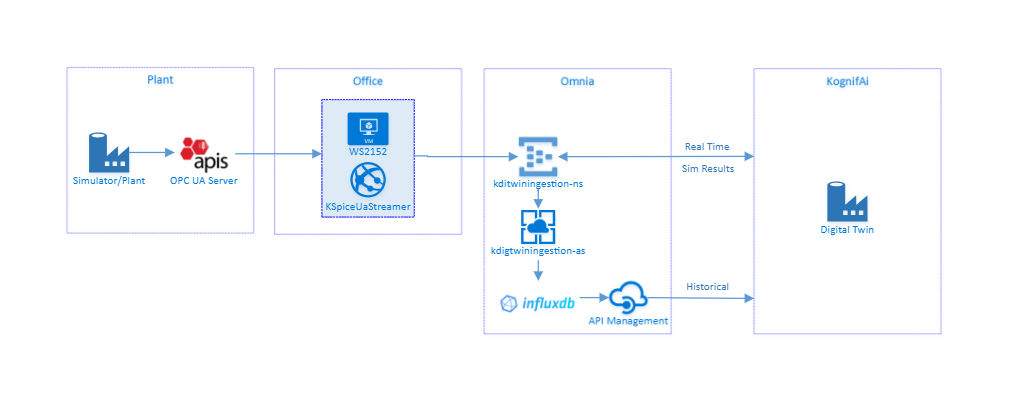 Plant
Office
Omnia
KognifAi
VM
WS2152
apis
Simulator/Plant
OPC UA Server
KSpiceUaStreamer
kditwiningestion-ns
Real Time
Sim Results
kdigtwiningestion-as
Digital Twin
influxdb
API Management
Historical